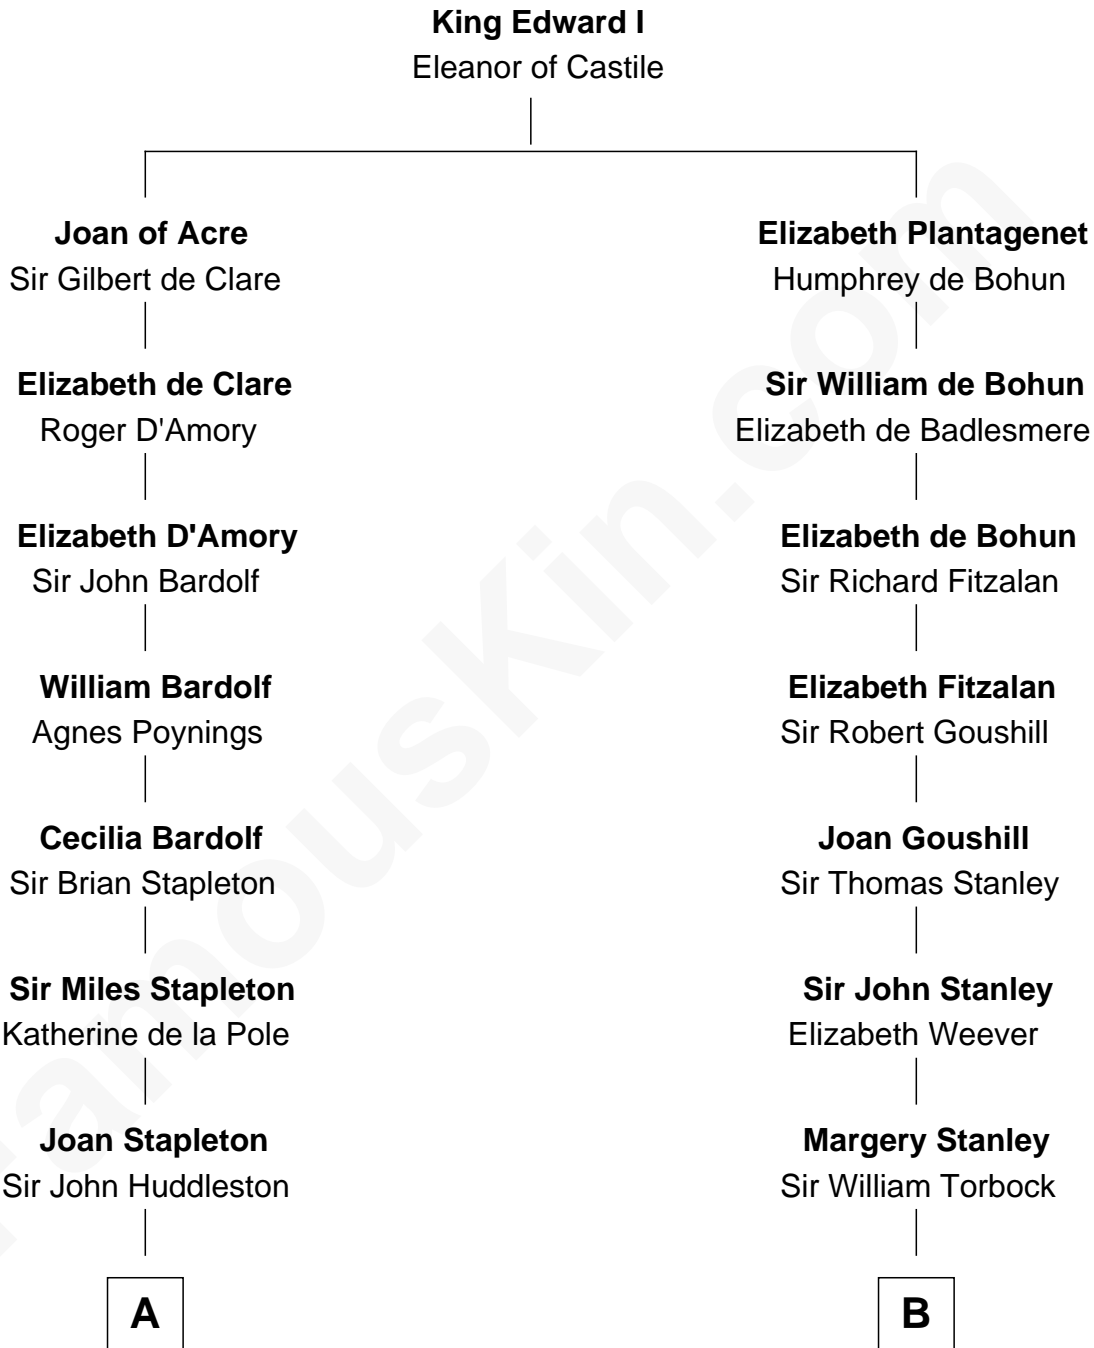 King Edward I
Eleanor of Castile
Joan of Acre
Sir Gilbert de Clare
Elizabeth de Clare
Roger D'Amory
Elizabeth D'Amory
Sir John Bardolf
William Bardolf
Agnes Poynings
Cecilia Bardolf
Sir Brian Stapleton
Sir Miles Stapleton
Katherine de la Pole
Joan Stapleton
Sir John Huddleston
A
Elizabeth Plantagenet
Humphrey de Bohun
Sir William de Bohun
Elizabeth de Badlesmere
Elizabeth de Bohun
Sir Richard Fitzalan
Elizabeth Fitzalan
Sir Robert Goushill
Joan Goushill
Sir Thomas Stanley
Sir John Stanley
Elizabeth Weever
Margery Stanley
Sir William Torbock
B
FamousKin.com